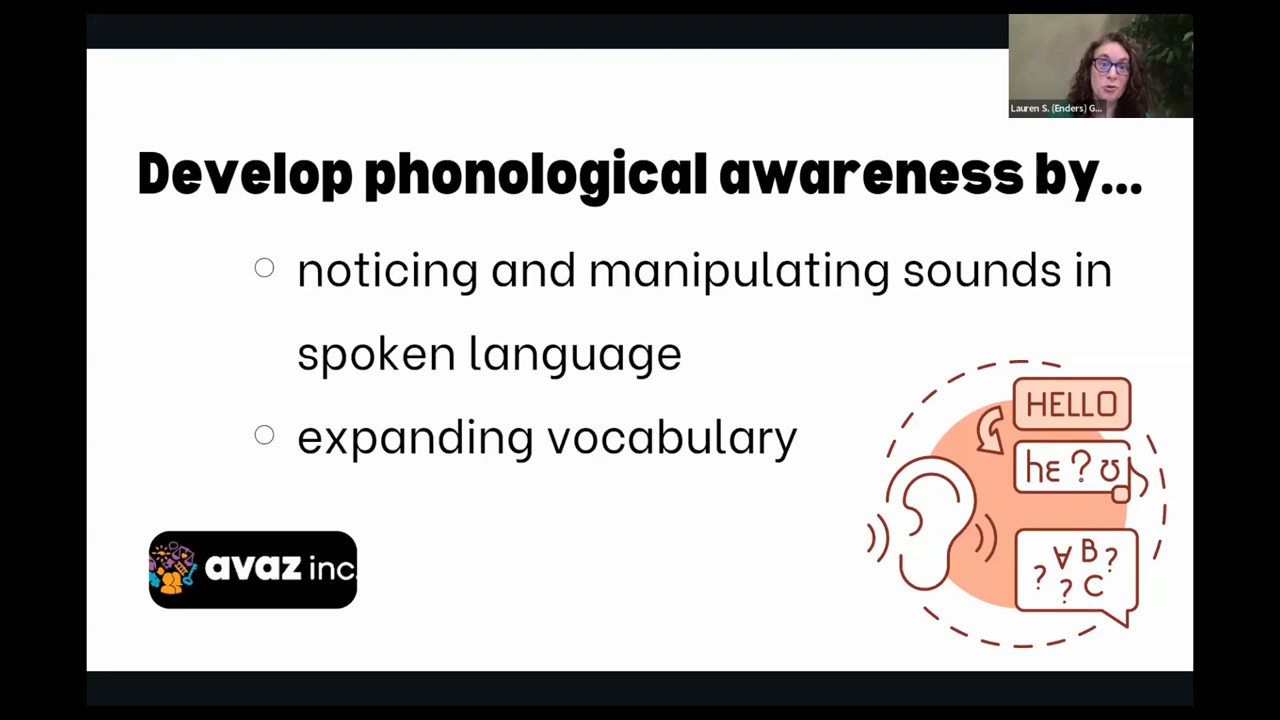 Lauren S. (Enders) G...
Develop phonological awareness by...
noticing and manipulating sounds in
spoken language
expanding vocabulary
HELLO
hɛ ? ʊ
∀ B ?
? ? C
avaz inc.